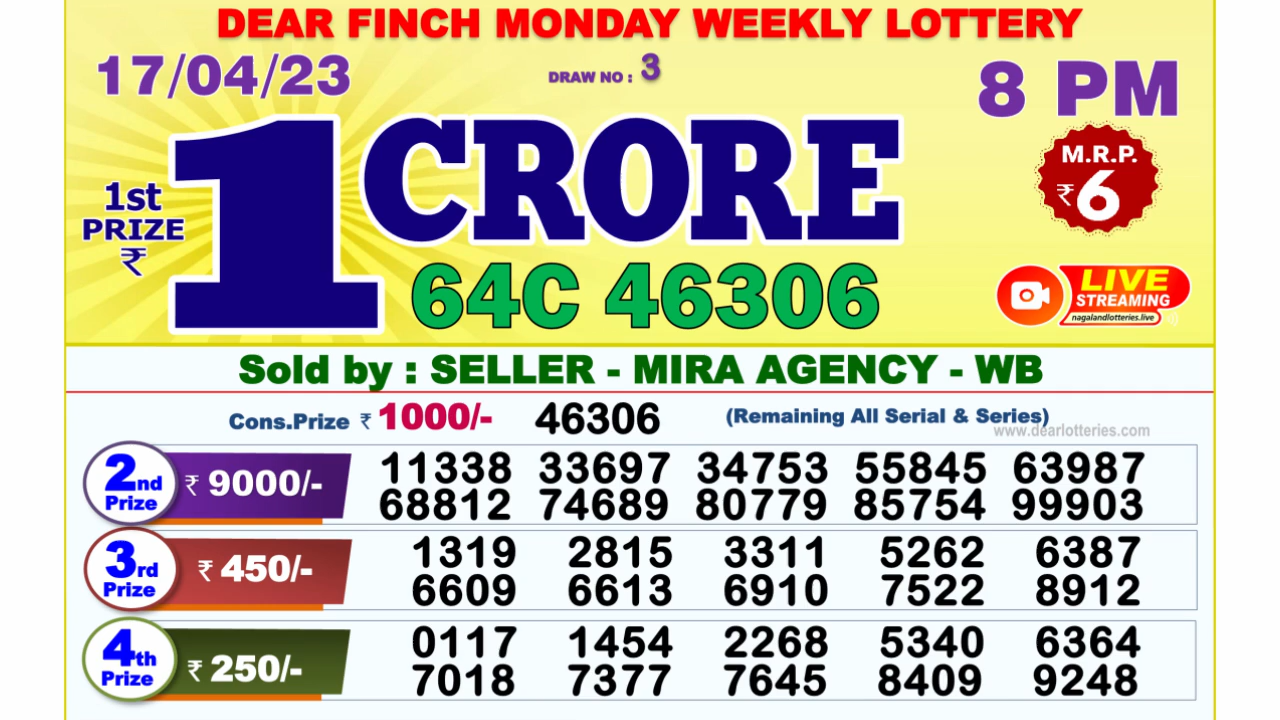 DEAR FINCH MONDAY WEEKLY LOTTERY
17/04/23
DRAW NO : 3
8 PM
1st
PRIZE
₹
1 CRORE
M.R.P.
₹ 6
64C 46306
LIVE
STREAMING
nagalandlotteries.live
Sold by : SELLER - MIRA AGENCY - WB
Cons.Prize ₹ 1000/- 46306 (Remaining All Serial & Series)
www.dearlotteries.com
2nd Prize ₹ 9000/-
11338 33697 34753 55845 63987
68812 74689 80779 85754 99903
3rd Prize ₹ 450/-
1319 2815 3311 5262 6387
6609 6613 6910 7522 8912
4th Prize ₹ 250/-
0117 1454 2268 5340 6364
7018 7377 7645 8409 9248